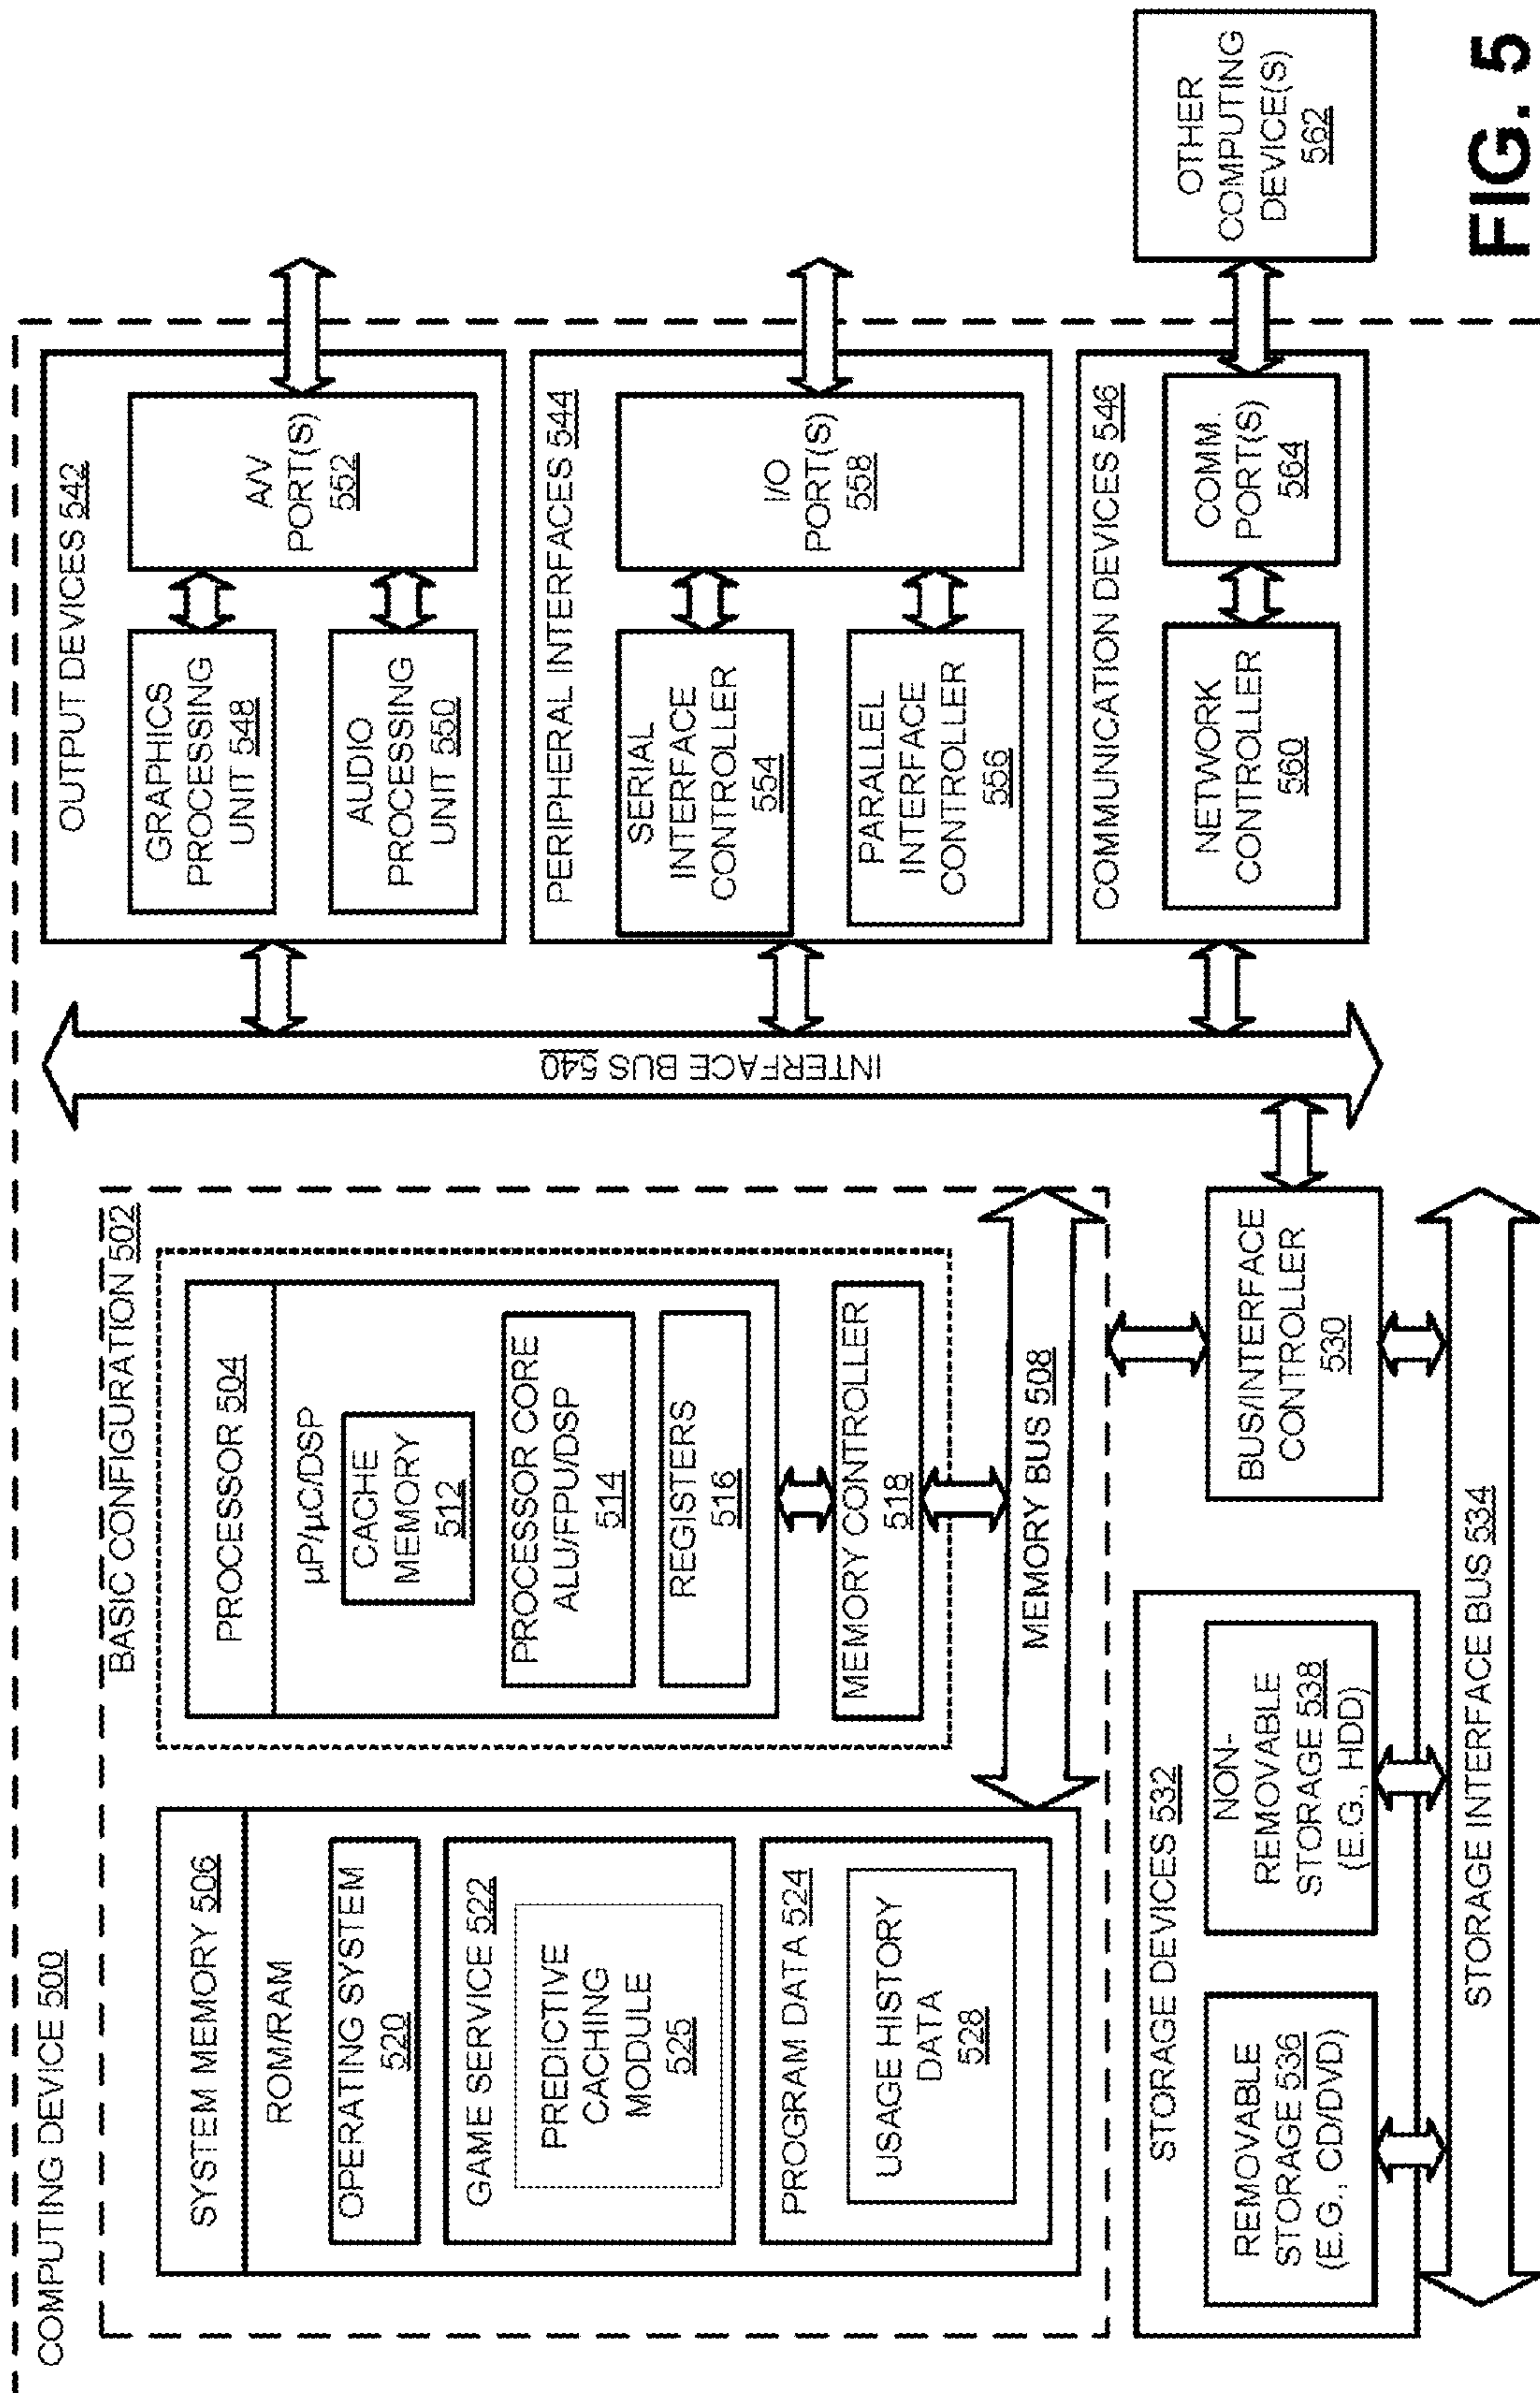 COMPUTING DEVICE 500
BASIC CONFIGURATION 502
SYSTEM MEMORY 506
ROM/RAM
OPERATING SYSTEM
520
GAME SERVICE 522
PREDICTIVE
CACHING
MODULE
525
PROGRAM DATA 524
USAGE HISTORY
DATA
528
PROCESSOR 504
µP/µC/DSP
CACHE
MEMORY
512
PROCESSOR CORE
ALU/FPU/DSP
514
REGISTERS
516
MEMORY CONTROLLER
518
MEMORY BUS 508
BUS/INTERFACE
CONTROLLER
530
STORAGE DEVICES 532
REMOVABLE
STORAGE 536
(E.G., CD/DVD)
NON-
REMOVABLE
STORAGE 538
(E.G., HDD)
STORAGE INTERFACE BUS 534
INTERFACE BUS 540
OUTPUT DEVICES 542
GRAPHICS
PROCESSING
UNIT 548
AUDIO
PROCESSING
UNIT 550
A/V
PORT(S)
552
PERIPHERAL INTERFACES 544
SERIAL
INTERFACE
CONTROLLER
554
PARALLEL
INTERFACE
CONTROLLER
556
I/O
PORT(S)
558
COMMUNICATION DEVICES 546
NETWORK
CONTROLLER
560
COMM.
PORT(S)
564
OTHER
COMPUTING
DEVICE(S)
562
FIG. 5